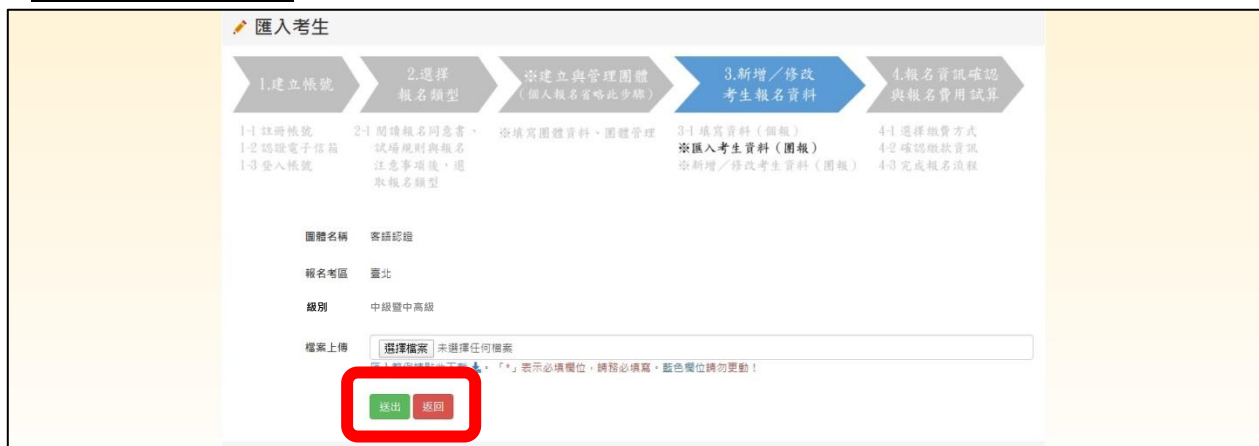 匯入考生
1.建立帳號
2.選擇
報名類型
※建立與管理團體
(個人報名省略此步驟)
3.新增／修改
考生報名資料
4.報名資訊確認
與報名費用試算
1-1 註冊帳號
1-2 認證電子信箱
1-3 登入帳號
2-1 閱讀報名同意書、
試場規則與報名
注意事項後，選
取報名類型
※填寫團體資料、團體管理
3-1 填寫資料（個報）
※匯入考生資料（團報）
※新增／修改考生資料（團報）
4-1 選擇繳費方式
4-2 確認繳款資訊
4-3 完成報名流程
團體名稱 客語認證
報名考區 臺北
級別 中級暨中高級
檔案上傳 選擇檔案 未選擇任何檔案
。「*」表示必填欄位，請務必填寫。藍色欄位請勿更動！
送出 返回